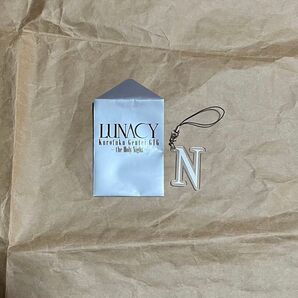 LUNACY
Kurofuku Gentei GIG
the Holy Night
N